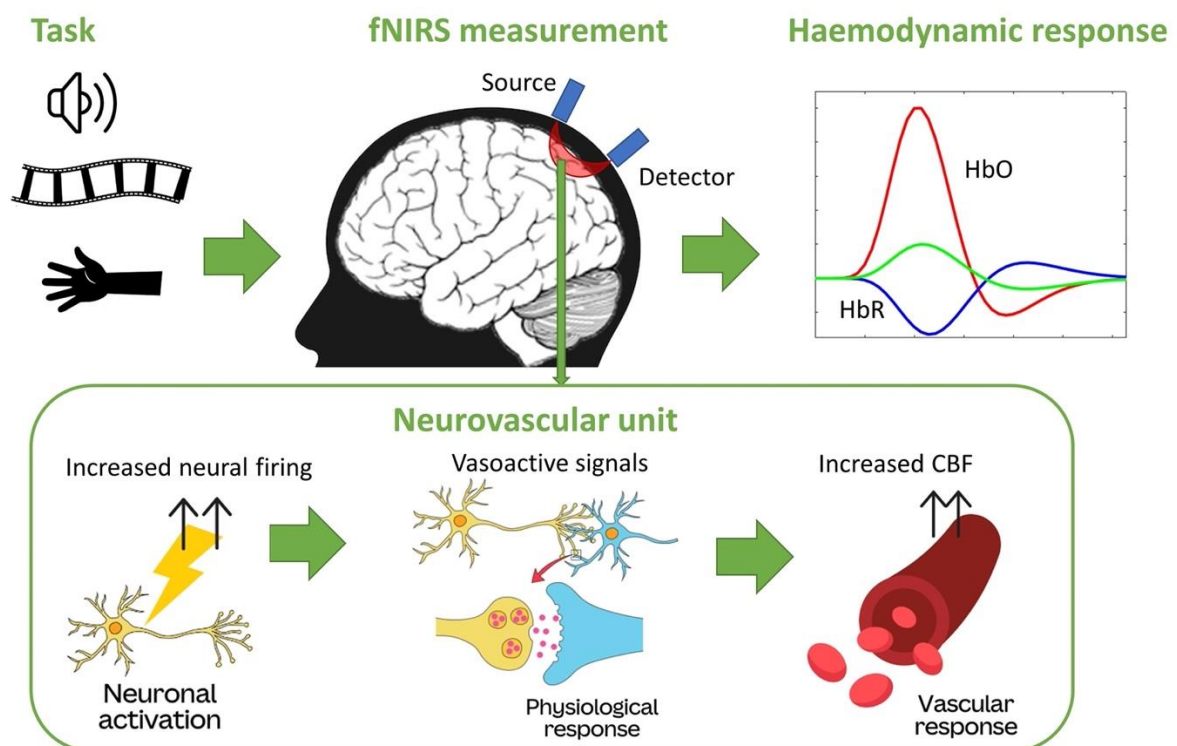 Task
fNIRS measurement
Haemodynamic response
Source
Detector
HbO
HbR
Neurovascular unit
Increased neural firing
Vasoactive signals
Increased CBF
Neuronal
activation
Physiological
response
Vascular
response